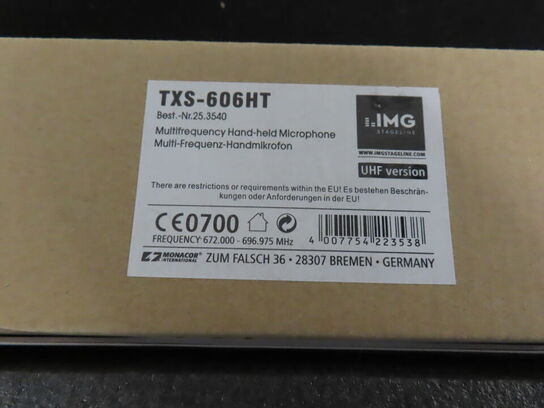 TXS-606HT
Best.-Nr.25.3540
Multifrequency Hand-held Microphone
Multi-Frequenz-Handmikrofon
IMG
STAGELINE
WWW.IMGSTAGELINE.COM
UHF version
There are restrictions or requirements within the EU! Es bestehen Beschrän-
kungen oder Anforderungen in der EU!
CE0700
FREQUENCY 672.000 - 696.975 MHz
4 007754 223538
MONACOR INTERNATIONAL ZUM FALSCH 36 • 28307 BREMEN • GERMANY